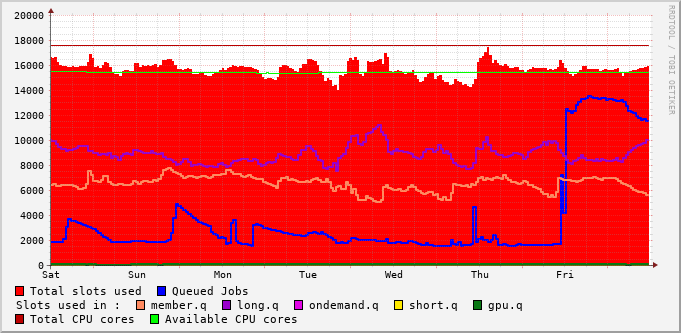 20000
18000
16000
14000
12000
10000
8000
6000
4000
2000
0
Sat Sun Mon Tue Wed Thu Fri
Total slots used Queued Jobs
Slots used in : member.q long.q ondemand.q short.q gpu.q
Total CPU cores Available CPU cores
RRDTOOL / TOBI OETIKER